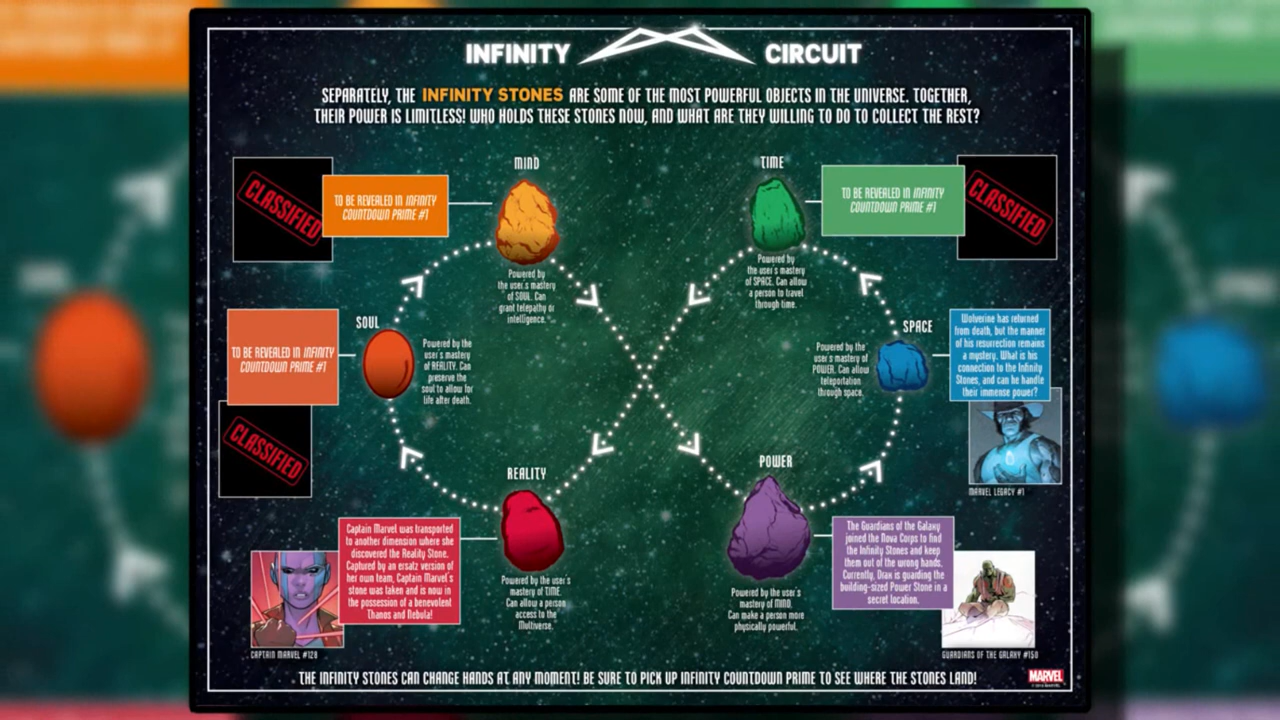 INFINITY CIRCUIT
SEPARATELY, THE INFINITY STONES ARE SOME OF THE MOST POWERFUL OBJECTS IN THE UNIVERSE. TOGETHER,
THEIR POWER IS LIMITLESS! WHO HOLDS THESE STONES NOW, AND WHAT ARE THEY WILLING TO DO TO COLLECT THE REST?
MIND
CLASSIFIED
TO BE REVEALED IN INFINITY
COUNTDOWN PRIME #1
Powered by
the user's mastery
of SOUL. Can
grant telepathy or
intelligence.
TIME
TO BE REVEALED IN INFINITY
COUNTDOWN PRIME #1
CLASSIFIED
Powered by
the user's mastery
of SPACE. Can allow
a person to travel
through time.
SOUL
TO BE REVEALED IN INFINITY
COUNTDOWN PRIME #1
CLASSIFIED
Powered by the
user's mastery
of REALITY. Can
preserve the
soul to allow for
life after death.
SPACE
Powered by the
user's mastery of
POWER. Can allow
teleportation
through space.
Wolverine has returned
from death, but the manner
of his resurrection remains
a mystery. What is his
connection to the Infinity
Stones, and can he handle
their immense power?
MARVEL LEGACY #1
REALITY
Captain Marvel was transported
to another dimension where she
discovered the Reality Stone.
Captured by an ersatz version of
her own team, Captain Marvel's
stone was taken and is now in
the possession of a benevolent
Thanos and Nebula!
CAPTAIN MARVEL #128
Powered by the user's
mastery of TIME.
Can allow a person
access to the
Multiverse.
POWER
Powered by the user's
mastery of MIND.
Can make a person more
physically powerful.
The Guardians of the Galaxy
joined the Nova Corps to find
the Infinity Stones and keep
them out of the wrong hands.
Currently, Drax is guarding the
building-sized Power Stone in a
secret location.
GUARDIANS OF THE GALAXY #150
THE INFINITY STONES CAN CHANGE HANDS AT ANY MOMENT! BE SURE TO PICK UP INFINITY COUNTDOWN PRIME TO SEE WHERE THE STONES LAND!
MARVEL